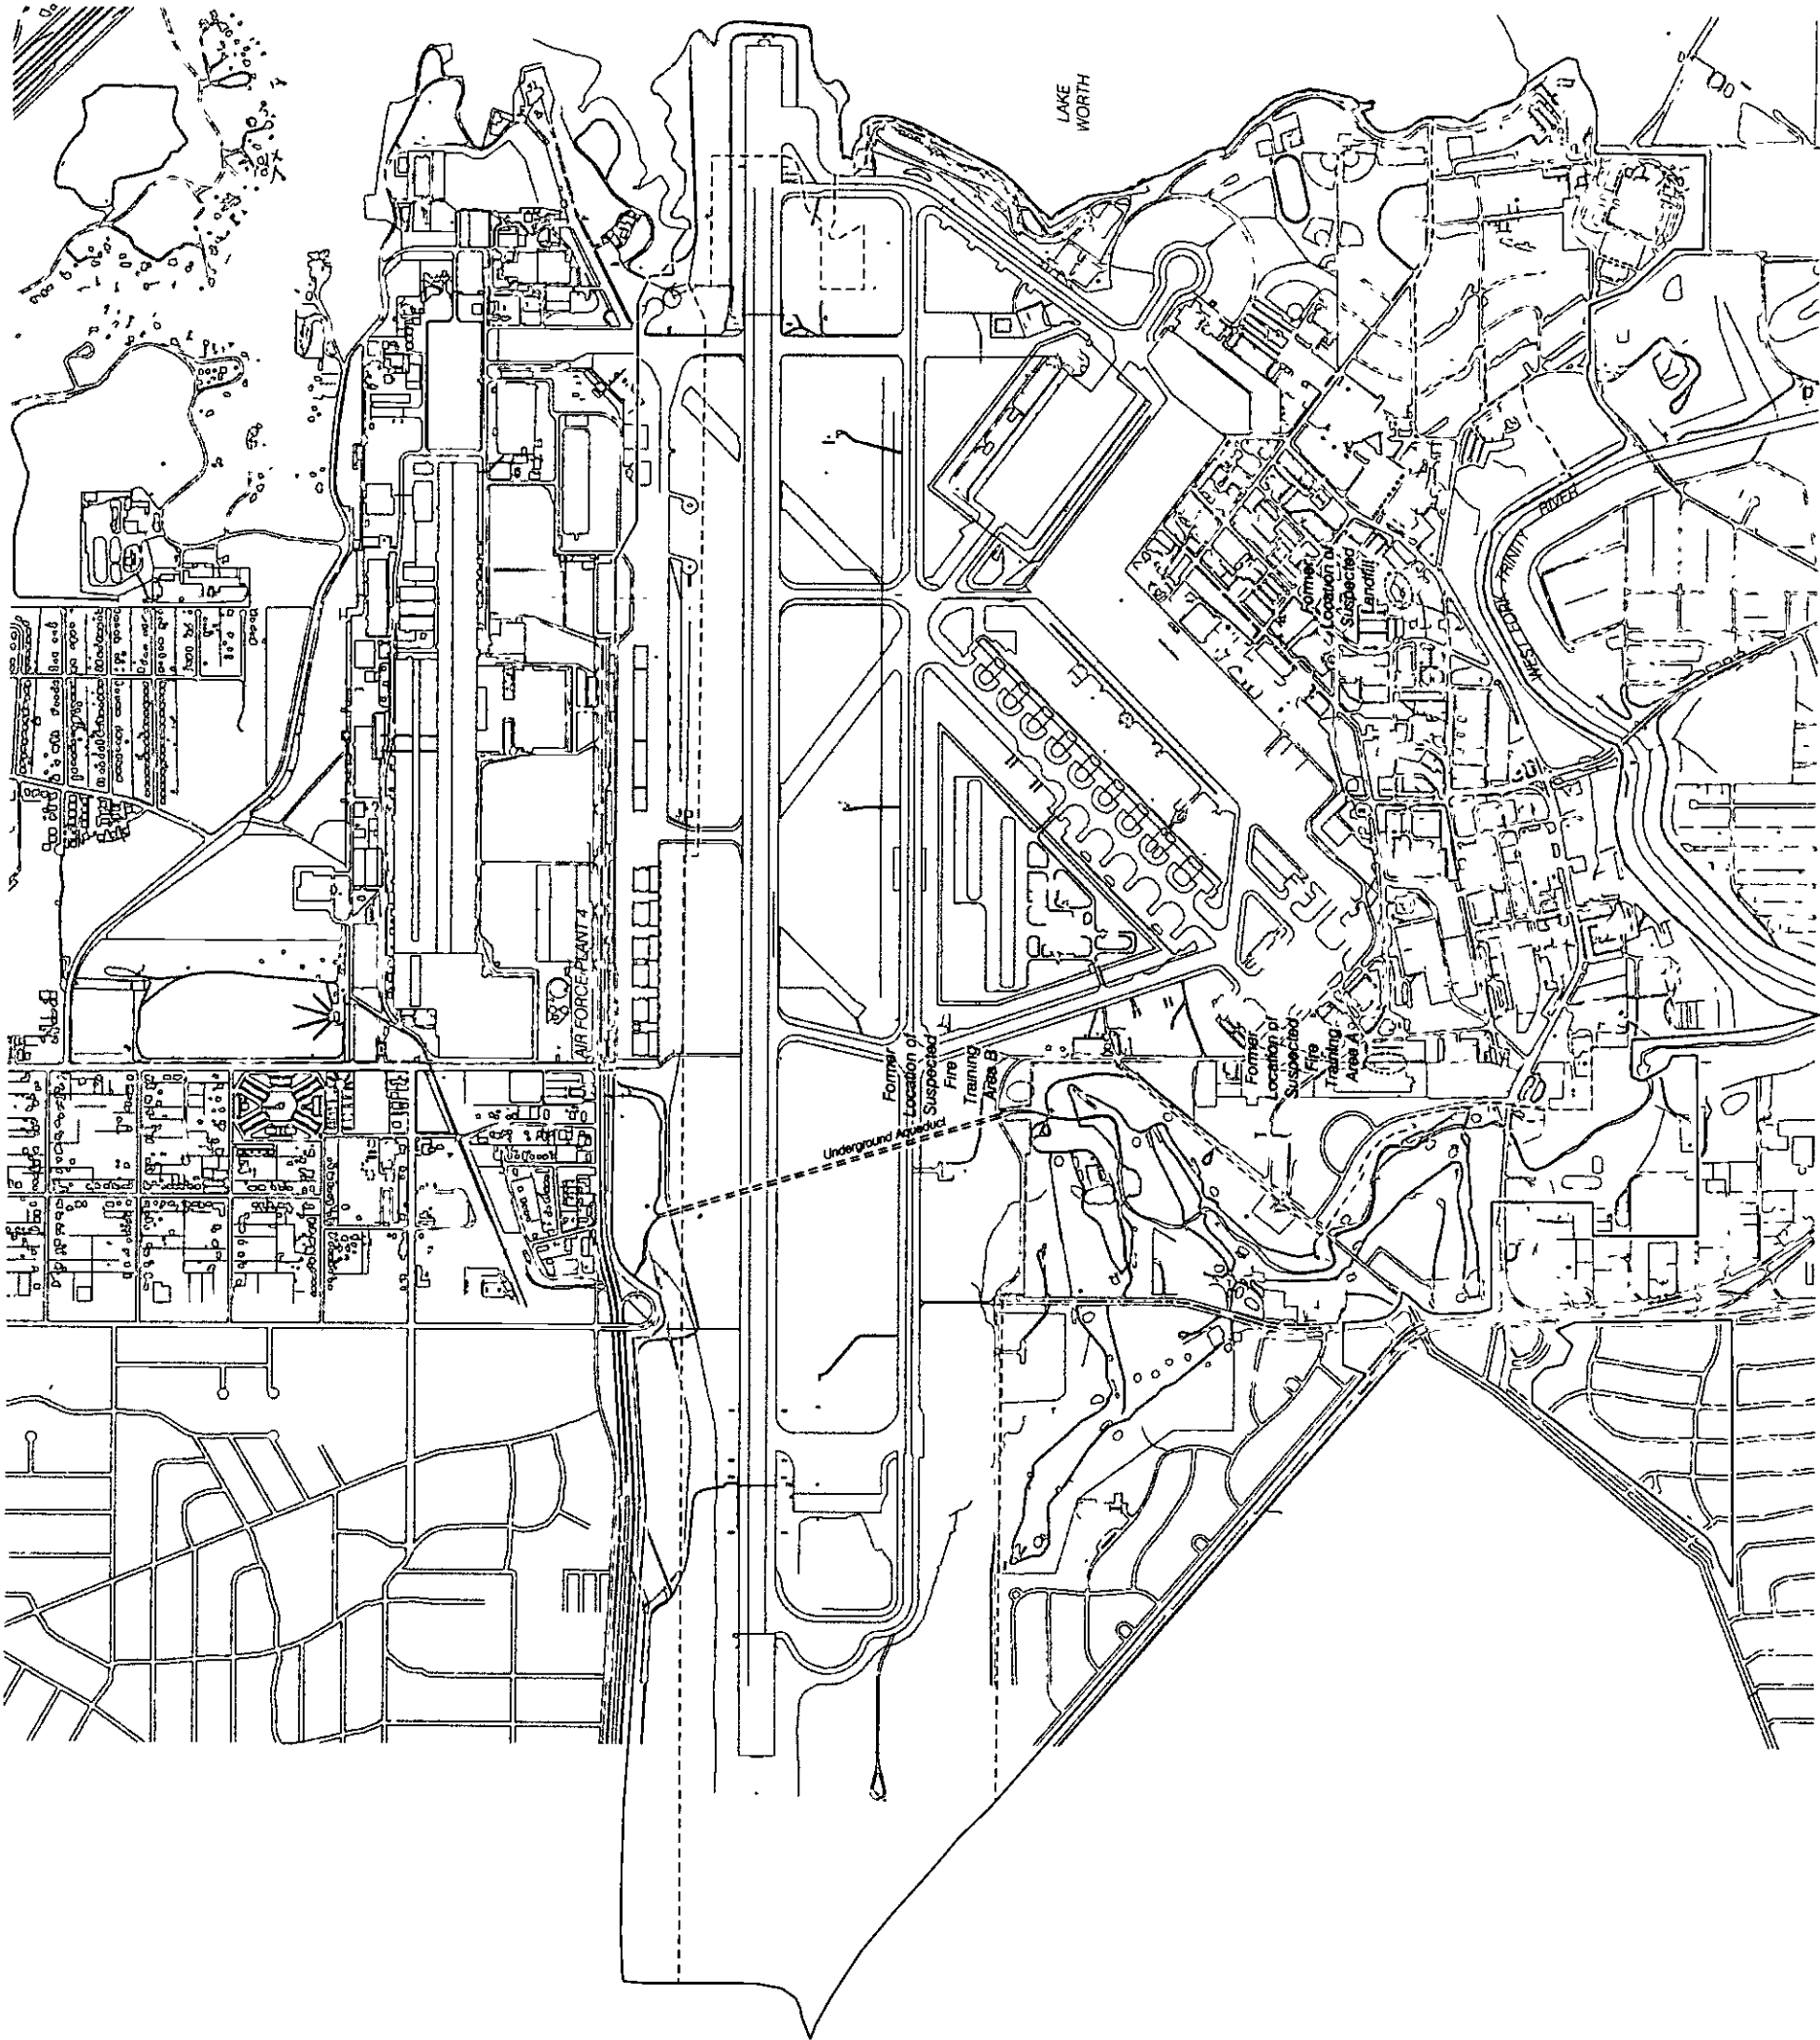 LAKE
WORTH
RIVER
TRINITY
WEST FORK
Former
Location of
Suspected
Landfill
AIR FORCE PLANT 4
Former
Location of
Suspected
Fire
Training
Area B
Former
Location of
Suspected
Fire
Training
Area A
Underground Aqueduct